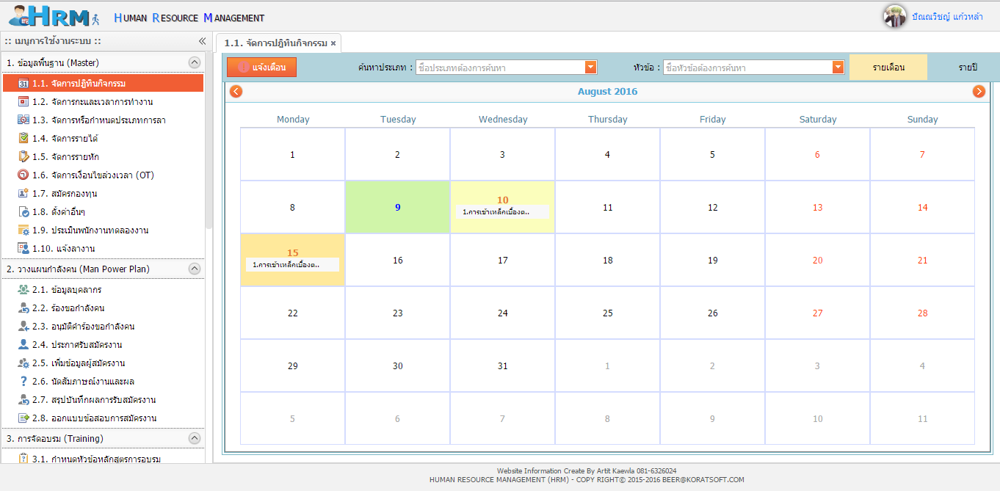 HRM HUMAN RESOURCE MANAGEMENT
ปัณณวิชญ์ แก้วหล้า
:: เมนูการใช้งานระบบ ::
1. ข้อมูลพื้นฐาน (Master)
31 1.1. จัดการปฏิทินกิจกรรม
1.2. จัดการกะและเวลาการทำงาน
1.3. จัดการหรือกำหนดประเภทการลา
1.4. จัดการรายได้
1.5. จัดการรายหัก
1.6. จัดการเงื่อนไขล่วงเวลา (OT)
1.7. สมัครกองทุน
1.8. ตั้งค่าอื่นๆ
1.9. ประเมินพนักงานทดลองงาน
1.10. แจ้งลางาน
2. วางแผนกำลังคน (Man Power Plan)
2.1. ข้อมูลบุคลากร
2.2. ร้องขอกำลังคน
2.3. อนุมัติคำร้องขอกำลังคน
2.4. ประกาศรับสมัครงาน
2.5. เพิ่มข้อมูลผู้สมัครงาน
2.6. นัดสัมภาษณ์งานและผล
2.7. สรุปบันทึกผลการรับสมัครงาน
2.8. ออกแบบข้อสอบการสมัครงาน
3. การจัดอบรม (Training)
3.1. กำหนดหัวข้อหลักสูตรการอบรม
1.1. จัดการปฏิทินกิจกรรม ×
แจ้งเตือน ค้นหาประเภท : ชื่อประเภทต้องการค้นหา หัวข้อ : ชื่อหัวข้อต้องการค้นหา รายเดือน รายปี
August 2016
Monday Tuesday Wednesday Thursday Friday Saturday Sunday
1 2 3 4 5 6 7
8 9 10 11 12 13 14
1.การเข้าเหล็กเบื้องต..
15 16 17 18 19 20 21
1.การเข้าเหล็กเบื้องต..
22 23 24 25 26 27 28
29 30 31 1 2 3 4
5 6 7 8 9 10 11
Website Information Create By Artit Kaewla 081-6326024
HUMAN RESOURCE MANAGEMENT (HRM) - COPY RIGHT© 2015-2016 BEER@KORATSOFT.COM